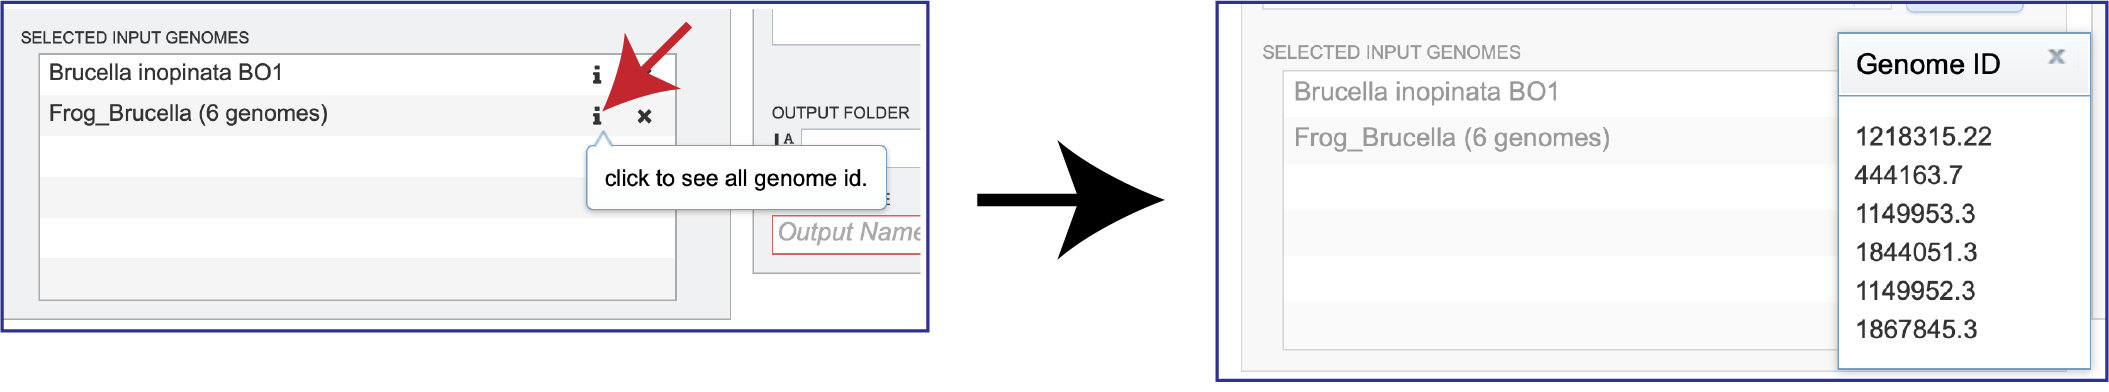 SELECTED INPUT GENOMES
Brucella inopinata BO1
Frog_Brucella (6 genomes)
click to see all genome id.
OUTPUT FOLDER
Output Name
SELECTED INPUT GENOMES
Brucella inopinata BO1
Frog_Brucella (6 genomes)
Genome ID
1218315.22
444163.7
1149953.3
1844051.3
1149952.3
1867845.3